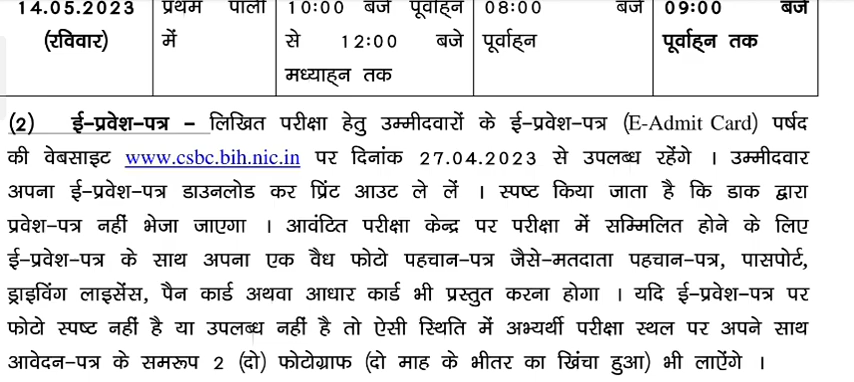 14.05.2023 प्रथम पाली 10:00 बजे पूर्वाह्न 08:00 बजे 09:00 बजे
(रविवार) में से 12:00 बजे पूर्वाह्न पूर्वाह्न तक
मध्याह्न तक
(2) ई-प्रवेश-पत्र - लिखित परीक्षा हेतु उम्मीदवारों के ई-प्रवेश-पत्र (E-Admit Card) पर्षद
की वेबसाइट www.csbc.bih.nic.in पर दिनांक 27.04.2023 से उपलब्ध रहेंगे । उम्मीदवार
अपना ई-प्रवेश-पत्र डाउनलोड कर प्रिंट आउट ले लें । स्पष्ट किया जाता है कि डाक द्वारा
प्रवेश-पत्र नहीं भेजा जाएगा । आवंटित परीक्षा केन्द्र पर परीक्षा में सम्मिलित होने के लिए
ई-प्रवेश-पत्र के साथ अपना एक वैध फोटो पहचान-पत्र जैसे-मतदाता पहचान-पत्र, पासपोर्ट,
ड्राइविंग लाइसेंस, पैन कार्ड अथवा आधार कार्ड भी प्रस्तुत करना होगा । यदि ई-प्रवेश-पत्र पर
फोटो स्पष्ट नहीं है या उपलब्ध नहीं है तो ऐसी स्थिति में अभ्यर्थी परीक्षा स्थल पर अपने साथ
आवेदन-पत्र के समरूप 2 (दो) फोटोग्राफ (दो माह के भीतर का खिंचा हुआ) भी लाऐंगे ।